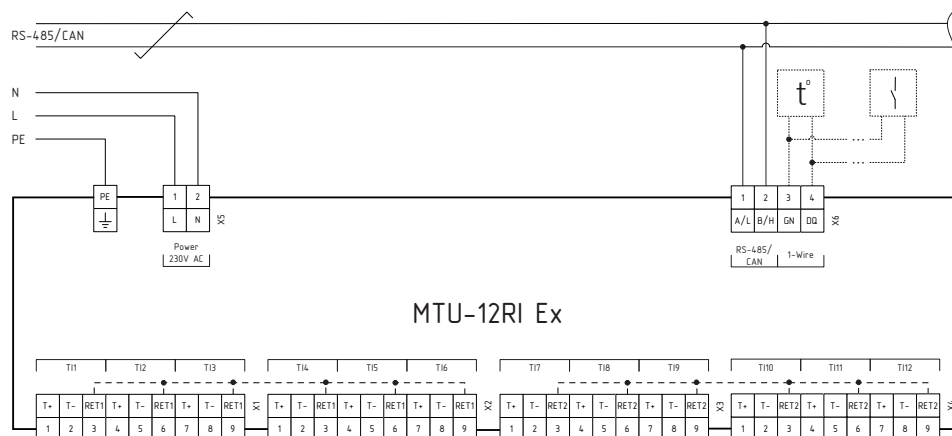 RS-485/CAN
t°
N
L
PE
...
...
PE 1 2 1 2 3 4
L N X5 A/L B/H GN DQ X6
Power
230V AC
RS-485/
CAN
1-Wire
MTU-12RI Ex
TI1 TI2 TI3 TI4 TI5 TI6 TI7 TI8 TI9 TI10 TI11 TI12
T+ T- RET1 T+ T- RET1 T+ T- RET1 X1 T+ T- RET1 T+ T- RET1 T+ T- RET1 X2 T+ T- RET2 T+ T- RET2 T+ T- RET2 X3 T+ T- RET2 T+ T- RET2 T+ T- RET2 X4
1 2 3 4 5 6 7 8 9 1 2 3 4 5 6 7 8 9 1 2 3 4 5 6 7 8 9 1 2 3 4 5 6 7 8 9